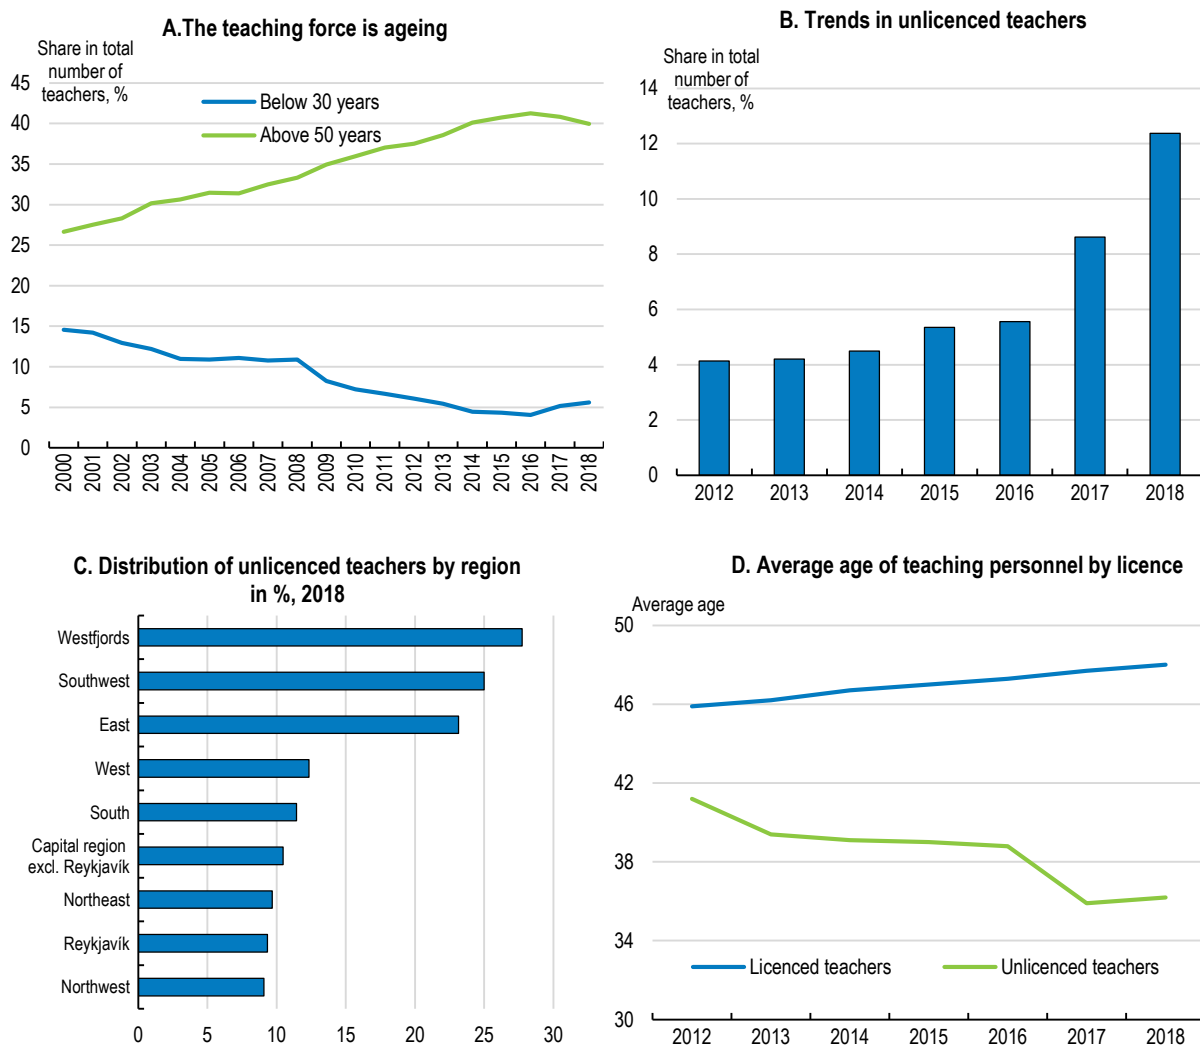 A.The teaching force is ageing
Share in total
number of
teachers, %
45
40
35
30
25
20
15
10
5
0
Below 30 years
Above 50 years
2000
2001
2002
2003
2004
2005
2006
2007
2008
2009
2010
2011
2012
2013
2014
2015
2016
2017
2018
B. Trends in unlicenced teachers
Share in total
number of
teachers, %
14
12
10
8
6
4
2
0
2012
2013
2014
2015
2016
2017
2018
C. Distribution of unlicenced teachers by region
in %, 2018
Westfjords
Southwest
East
West
South
Capital region
excl. Reykjavík
Northeast
Reykjavík
Northwest
0
5
10
15
20
25
30
D. Average age of teaching personnel by licence
Average age
50
46
42
38
34
30
Licenced teachers
Unlicenced teachers
2012
2013
2014
2015
2016
2017
2018